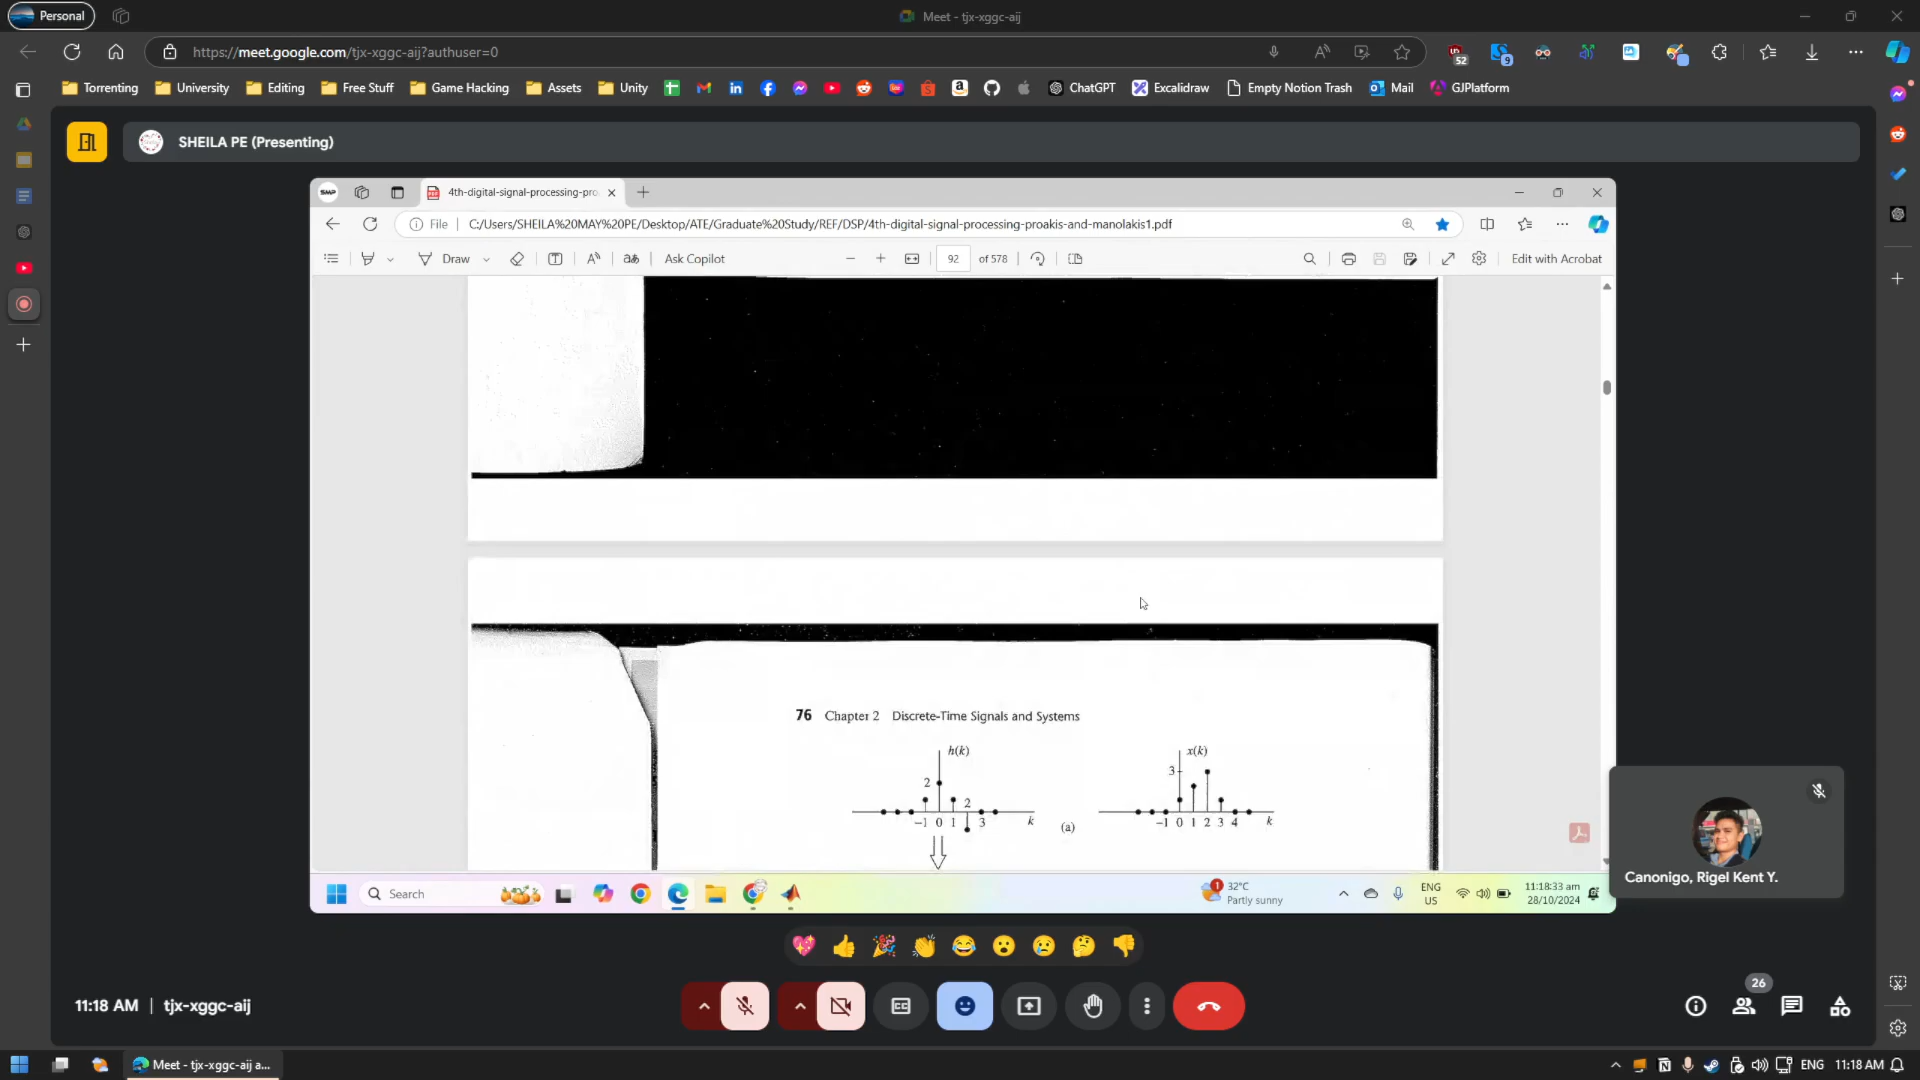 Personal
Meet - tjx-xggc-aij
https://meet.google.com/tjx-xggc-aij?authuser=0
52
9
Torrenting
University
Editing
Free Stuff
Game Hacking
Assets
Unity
ChatGPT
Excalidraw
Empty Notion Trash
Mail
GJPlatform
SHEILA PE (Presenting)
SMP
4th-digital-signal-processing-pro
File
C:/Users/SHEILA%20MAY%20PE/Desktop/ATE/Graduate%20Study/REF/DSP/4th-digital-signal-processing-proakis-and-manolakis1.pdf
Draw
Ask Copilot
92
of 578
Edit with Acrobat
76 Chapter 2 Discrete-Time Signals and Systems
h(k)
x(k)
2
3
2
-1 0 1 3 k
-1 0 1 2 3 4 k
(a)
Search
1
32°C
Partly sunny
ENG
US
11:18:33 am
28/10/2024
Canonigo, Rigel Kent Y.
11:18 AM | tjx-xggc-aij
26
Meet - tjx-xggc-aij a...
ENG
11:18 AM